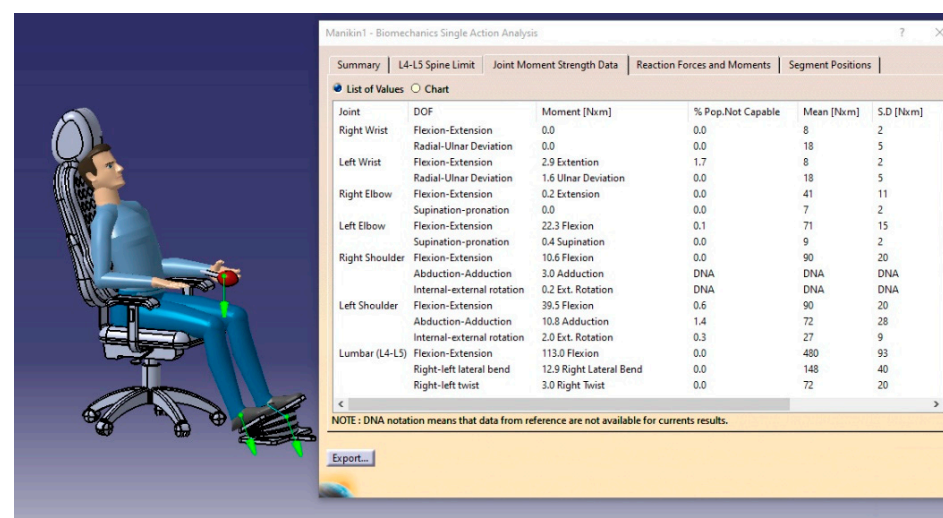 Manikin1 - Biomechanics Single Action Analysis ? ×
Summary L4-L5 Spine Limit Joint Moment Strength Data Reaction Forces and Moments Segment Positions
List of Values Chart
Joint DOF Moment [Nxm] % Pop.Not Capable Mean [Nxm] S.D [Nxm]
Right Wrist Flexion-Extension 0.0 0.0 8 2
Radial-Ulnar Deviation 0.0 0.0 18 5
Left Wrist Flexion-Extension 2.9 Extention 1.7 8 2
Radial-Ulnar Deviation 1.6 Ulnar Deviation 0.0 18 5
Right Elbow Flexion-Extension 0.2 Extension 0.0 41 11
Supination-pronation 0.0 0.0 7 2
Left Elbow Flexion-Extension 22.3 Flexion 0.1 71 15
Supination-pronation 0.4 Supination 0.0 9 2
Right Shoulder Flexion-Extension 10.6 Flexion 0.0 90 20
Abduction-Adduction 3.0 Adduction DNA DNA DNA
Internal-external rotation 0.2 Ext. Rotation DNA DNA DNA
Left Shoulder Flexion-Extension 39.5 Flexion 0.6 90 20
Abduction-Adduction 10.8 Adduction 1.4 72 28
Internal-external rotation 2.0 Ext. Rotation 0.3 27 9
Lumbar (L4-L5) Flexion-Extension 113.0 Flexion 0.0 480 93
Right-left lateral bend 12.9 Right Lateral Bend 0.0 148 40
Right-left twist 3.0 Right Twist 0.0 72 20
NOTE : DNA notation means that data from reference are not available for currents results.
Export...